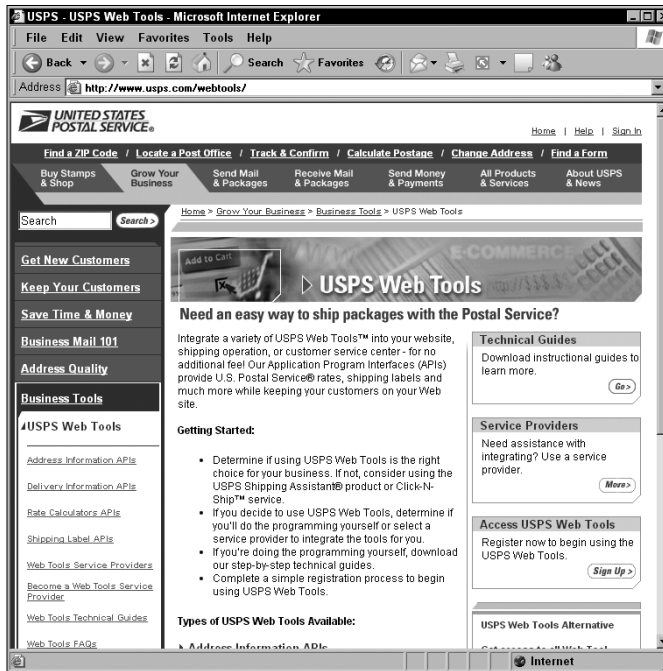 USPS - USPS Web Tools - Microsoft Internet Explorer
File Edit View Favorites Tools Help
Back Search Favorites
Address http://www.usps.com/webtools/
UNITED STATES
POSTAL SERVICE®
Home | Help | Sign In
Find a ZIP Code / Locate a Post Office / Track & Confirm / Calculate Postage / Change Address / Find a Form
Buy Stamps
& Shop
Grow Your
Business
Send Mail
& Packages
Receive Mail
& Packages
Send Money
& Payments
All Products
& Services
About USPS
& News
Search Search >
Get New Customers
Keep Your Customers
Save Time & Money
Business Mail 101
Address Quality
Business Tools
USPS Web Tools
Address Information APIs
Delivery Information APIs
Rate Calculators APIs
Shipping Label APIs
Web Tools Service Providers
Become a Web Tools Service
Provider
Web Tools Technical Guides
Web Tools FAQs
Home > Grow Your Business > Business Tools > USPS Web Tools
Add to Cart
E-COMMERCE
USPS Web Tools
http://$$$
Need an easy way to ship packages with the Postal Service?
Integrate a variety of USPS Web Tools™ into your website,
shipping operation, or customer service center - for no
additional fee! Our Application Program Interfaces (APIs)
provide U.S. Postal Service® rates, shipping labels and
much more while keeping your customers on your Web
site.
Getting Started:
• Determine if using USPS Web Tools is the right
choice for your business. If not, consider using the
USPS Shipping Assistant® product or Click-N-
Ship™ service.
• If you decide to use USPS Web Tools, determine if
you'll do the programming yourself or select a
service provider to integrate the tools for you.
• If you're doing the programming yourself, download
our step-by-step technical guides.
• Complete a simple registration process to begin
using USPS Web Tools.
Types of USPS Web Tools Available:
Address Information APIs
Technical Guides
Download instructional guides to
learn more.
Go >
Service Providers
Need assistance with
integrating? Use a service
provider.
More >
Access USPS Web Tools
Register now to begin using the
USPS Web Tools.
Sign Up >
USPS Web Tools Alternative
Internet